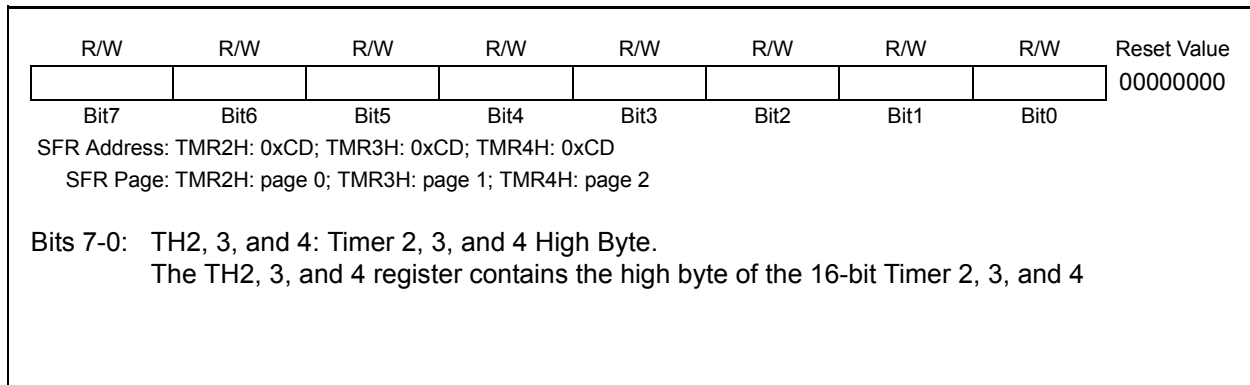 R/W R/W R/W R/W R/W R/W R/W R/W Reset Value
00000000
Bit7 Bit6 Bit5 Bit4 Bit3 Bit2 Bit1 Bit0
SFR Address: TMR2H: 0xCD; TMR3H: 0xCD; TMR4H: 0xCD
SFR Page: TMR2H: page 0; TMR3H: page 1; TMR4H: page 2
Bits 7-0: TH2, 3, and 4: Timer 2, 3, and 4 High Byte.
The TH2, 3, and 4 register contains the high byte of the 16-bit Timer 2, 3, and 4